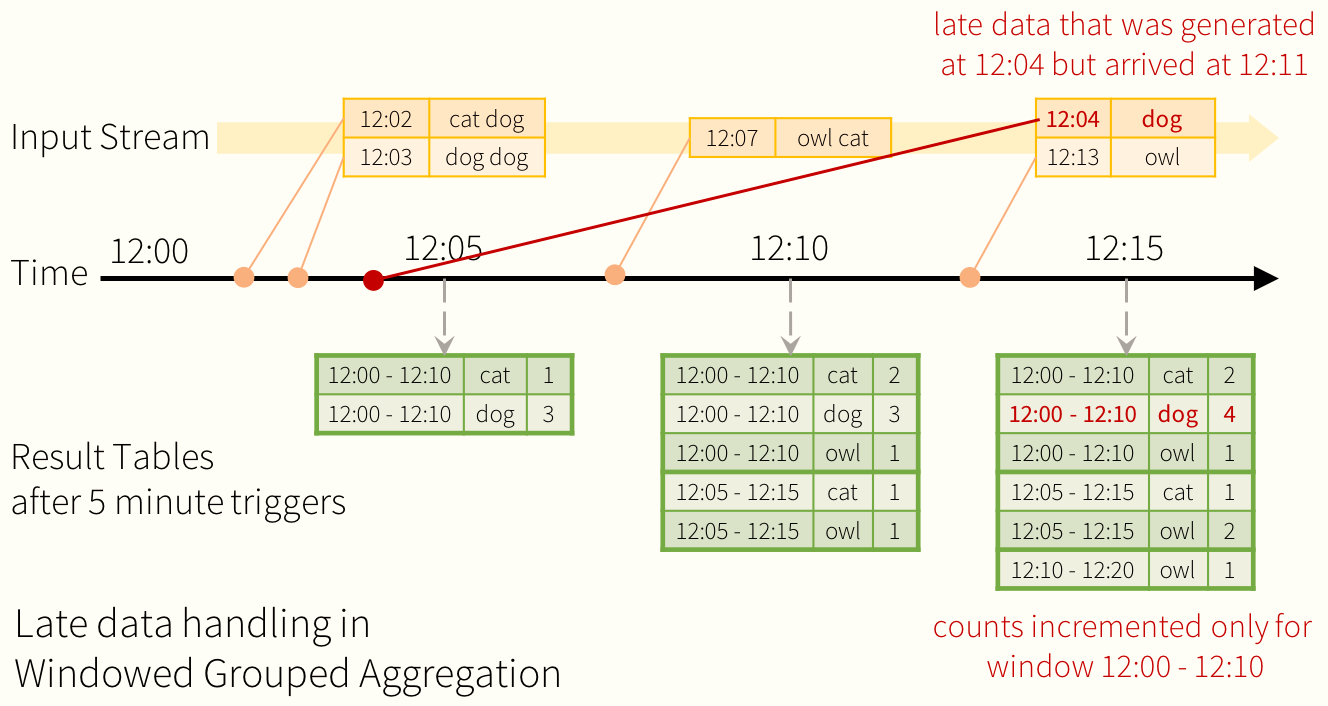 late data that was generated
at 12:04 but arrived at 12:11
Input Stream
12:02 cat dog
12:03 dog dog
12:07 owl cat
12:04 dog
12:13 owl
Time
12:00
12:05
12:10
12:15
12:00 - 12:10 cat 1
12:00 - 12:10 dog 3
12:00 - 12:10 cat 2
12:00 - 12:10 dog 3
12:00 - 12:10 owl 1
12:05 - 12:15 cat 1
12:05 - 12:15 owl 1
12:00 - 12:10 cat 2
12:00 - 12:10 dog 4
12:00 - 12:10 owl 1
12:05 - 12:15 cat 1
12:05 - 12:15 owl 2
12:10 - 12:20 owl 1
Result Tables
after 5 minute triggers
Late data handling in
Windowed Grouped Aggregation
counts incremented only for
window 12:00 - 12:10